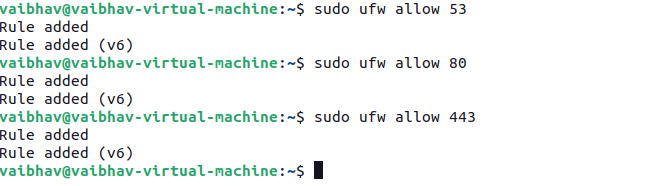 vaibhav@vaibhav-virtual-machine:~$ sudo ufw allow 53
Rule added
Rule added (v6)
vaibhav@vaibhav-virtual-machine:~$ sudo ufw allow 80
Rule added
Rule added (v6)
vaibhav@vaibhav-virtual-machine:~$ sudo ufw allow 443
Rule added
Rule added (v6)
vaibhav@vaibhav-virtual-machine:~$